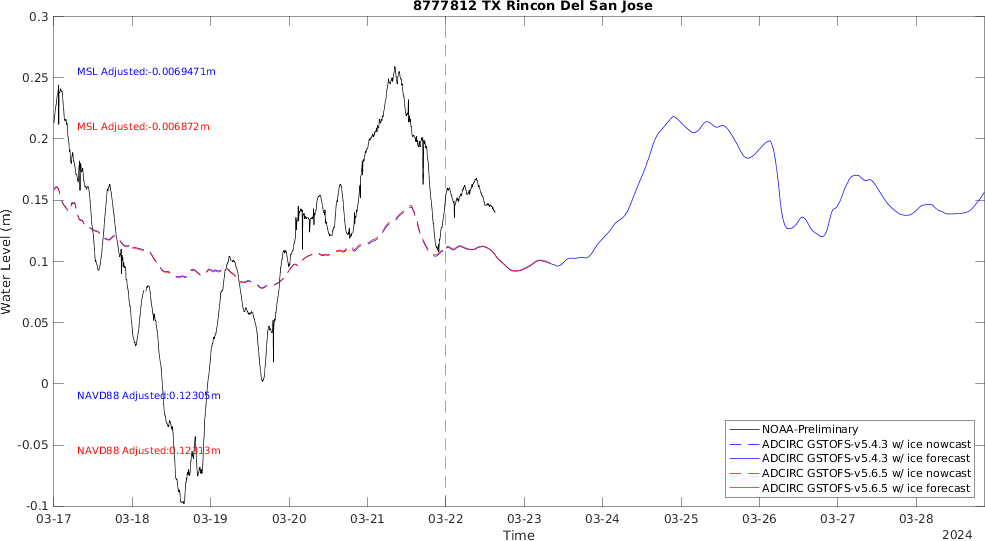 8777812 TX Rincon Del San Jose
Water Level (m)
0.3
0.25
0.2
0.15
0.1
0.05
0
-0.05
-0.1
MSL Adjusted:-0.0069471m
MSL Adjusted:-0.006872m
NAVD88 Adjusted:0.12305m
NAVD88 Adjusted:0.12313m
NOAA-Preliminary
ADCIRC GSTOFS-v5.4.3 w/ ice nowcast
ADCIRC GSTOFS-v5.4.3 w/ ice forecast
ADCIRC GSTOFS-v5.6.5 w/ ice nowcast
ADCIRC GSTOFS-v5.6.5 w/ ice forecast
03-17 03-18 03-19 03-20 03-21 03-22 03-23 03-24 03-25 03-26 03-27 03-28
Time
2024